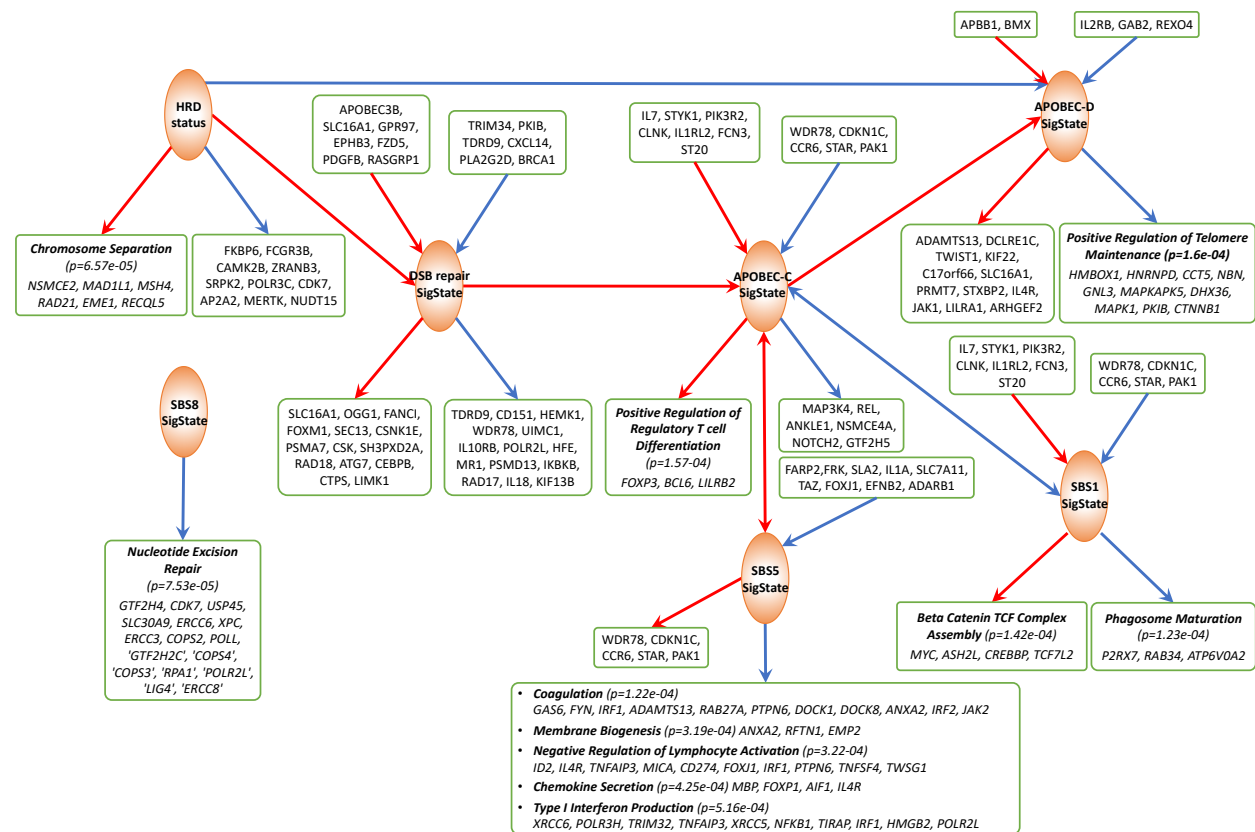 APBB1, BMX
IL2RB, GAB2, REXO4
HRD
status
APOBEC-D
SigState
APOBEC3B,
SLC16A1, GPR97,
EPHB3, FZD5,
PDGFB, RASGRP1
TRIM34, PKIB,
TDRD9, CXCL14,
PLA2G2D, BRCA1
IL7, STYK1, PIK3R2,
CLNK, IL1RL2, FCN3,
ST20
WDR78, CDKN1C,
CCR6, STAR, PAK1
Chromosome Separation
(p=6.57e-05)
NSMCE2, MAD1L1, MSH4,
RAD21, EME1, RECQL5
FKBP6, FCGR3B,
CAMK2B, ZRANB3,
SRPK2, POLR3C, CDK7,
AP2A2, MERTK, NUDT15
DSB repair
SigState
APOBEC-C
SigState
ADAMTS13, DCLRE1C,
TWIST1, KIF22,
C17orf66, SLC16A1,
PRMT7, STXBP2, IL4R,
JAK1, LILRA1, ARHGEF2
Positive Regulation of Telomere
Maintenance (p=1.6e-04)
HMBOX1, HNRNPD, CCT5, NBN,
GNL3, MAPKAPK5, DHX36,
MAPK1, PKIB, CTNNB1
SBS8
SigState
SLC16A1, OGG1, FANCI,
FOXM1, SEC13, CSNK1E,
PSMA7, CSK, SH3PXD2A,
RAD18, ATG7, CEBPB,
CTPS, LIMK1
TDRD9, CD151, HEMK1,
WDR78, UIMC1,
IL10RB, POLR2L, HFE,
MR1, PSMD13, IKBKB,
RAD17, IL18, KIF13B
Positive Regulation of
Regulatory T cell
Differentiation
(p=1.57-04)
FOXP3, BCL6, LILRB2
MAP3K4, REL,
ANKLE1, NSMCE4A,
NOTCH2, GTF2H5
FARP2,FRK, SLA2, IL1A, SLC7A11,
TAZ, FOXJ1, EFNB2, ADARB1
IL7, STYK1, PIK3R2,
CLNK, IL1RL2, FCN3,
ST20
WDR78, CDKN1C,
CCR6, STAR, PAK1
SBS1
SigState
Nucleotide Excision
Repair
(p=7.53e-05)
GTF2H4, CDK7, USP45,
SLC30A9, ERCC6, XPC,
ERCC3, COPS2, POLL,
'GTF2H2C', 'COPS4',
'COPS3', 'RPA1', 'POLR2L',
'LIG4', 'ERCC8'
SBS5
SigState
WDR78, CDKN1C,
CCR6, STAR, PAK1
Beta Catenin TCF Complex
Assembly (p=1.42e-04)
MYC, ASH2L, CREBBP, TCF7L2
Phagosome Maturation
(p=1.23e-04)
P2RX7, RAB34, ATP6V0A2
• Coagulation (p=1.22e-04)
GAS6, FYN, IRF1, ADAMTS13, RAB27A, PTPN6, DOCK1, DOCK8, ANXA2, IRF2, JAK2
• Membrane Biogenesis (p=3.19e-04) ANXA2, RFTN1, EMP2
• Negative Regulation of Lymphocyte Activation (p=3.22-04)
ID2, IL4R, TNFAIP3, MICA, CD274, FOXJ1, IRF1, PTPN6, TNFSF4, TWSG1
• Chemokine Secretion (p=4.25e-04) MBP, FOXP1, AIF1, IL4R
• Type I Interferon Production (p=5.16e-04)
XRCC6, POLR3H, TRIM32, TNFAIP3, XRCC5, NFKB1, TIRAP, IRF1, HMGB2, POLR2L